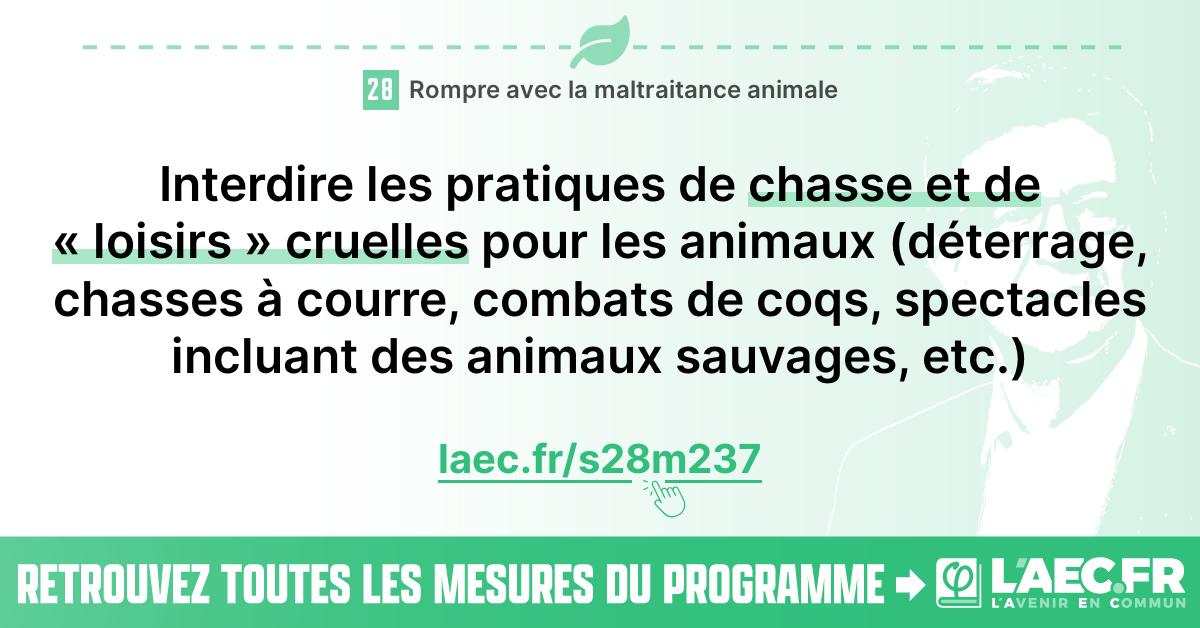 28 Rompre avec la maltraitance animale
Interdire les pratiques de chasse et de
« loisirs » cruelles pour les animaux (déterrage,
chasses à courre, combats de coqs, spectacles
incluant des animaux sauvages, etc.)
laec.fr/s28m237
RETROUVEZ TOUTES LES MESURES DU PROGRAMME φ L'AEC.FR
L'AVENIR EN COMMUN